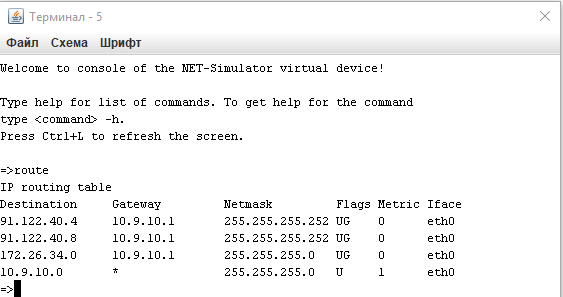 Терминал - 5
Файл Схема Шрифт
Welcome to console of the NET-Simulator virtual device!
Type help for list of commands. To get help for the command
type <command> -h.
Press Ctrl+L to refresh the screen.
=>route
IP routing table
Destination Gateway Netmask Flags Metric Iface
91.122.40.4 10.9.10.1 255.255.255.252 UG 0 eth0
91.122.40.8 10.9.10.1 255.255.255.252 UG 0 eth0
172.26.34.0 10.9.10.1 255.255.255.0 UG 0 eth0
10.9.10.0 * 255.255.255.0 U 1 eth0
=>